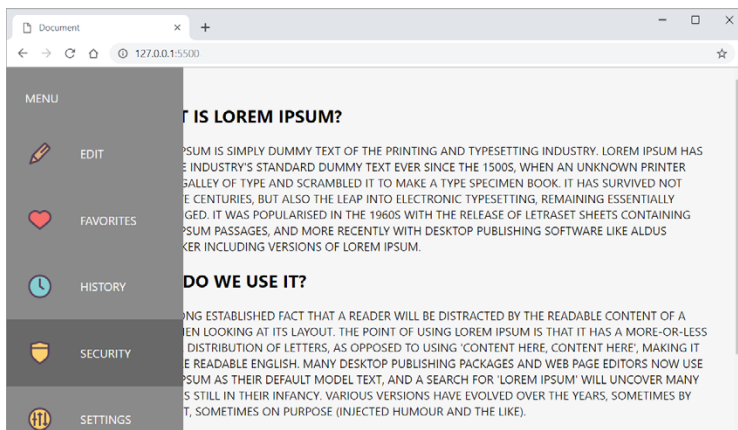 Document
127.0.0.1:5500
MENU
EDIT
FAVORITES
HISTORY
SECURITY
SETTINGS
IS LOREM IPSUM?
IS SIMPLY DUMMY TEXT OF THE PRINTING AND TYPESETTING INDUSTRY. LOREM IPSUM HAS
INDUSTRY'S STANDARD DUMMY TEXT EVER SINCE THE 1500S, WHEN AN UNKNOWN PRINTER
GALLEY OF TYPE AND SCRAMBLED IT TO MAKE A TYPE SPECIMEN BOOK. IT HAS SURVIVED NOT
CENTURIES, BUT ALSO THE LEAP INTO ELECTRONIC TYPESETTING, REMAINING ESSENTIALLY
IT WAS POPULARISED IN THE 1960S WITH THE RELEASE OF LETRASET SHEETS CONTAINING
PASSAGES, AND MORE RECENTLY WITH DESKTOP PUBLISHING SOFTWARE LIKE ALDUS
INCLUDING VERSIONS OF LOREM IPSUM.
DO WE USE IT?
ESTABLISHED FACT THAT A READER WILL BE DISTRACTED BY THE READABLE CONTENT OF A
LOOKING AT ITS LAYOUT. THE POINT OF USING LOREM IPSUM IS THAT IT HAS A MORE-OR-LESS
DISTRIBUTION OF LETTERS, AS OPPOSED TO USING 'CONTENT HERE, CONTENT HERE', MAKING IT
READABLE ENGLISH. MANY DESKTOP PUBLISHING PACKAGES AND WEB PAGE EDITORS NOW USE
AS THEIR DEFAULT MODEL TEXT, AND A SEARCH FOR 'LOREM IPSUM' WILL UNCOVER MANY
STILL IN THEIR INFANCY. VARIOUS VERSIONS HAVE EVOLVED OVER THE YEARS, SOMETIMES BY
SOMETIMES ON PURPOSE (INJECTED HUMOUR AND THE LIKE).